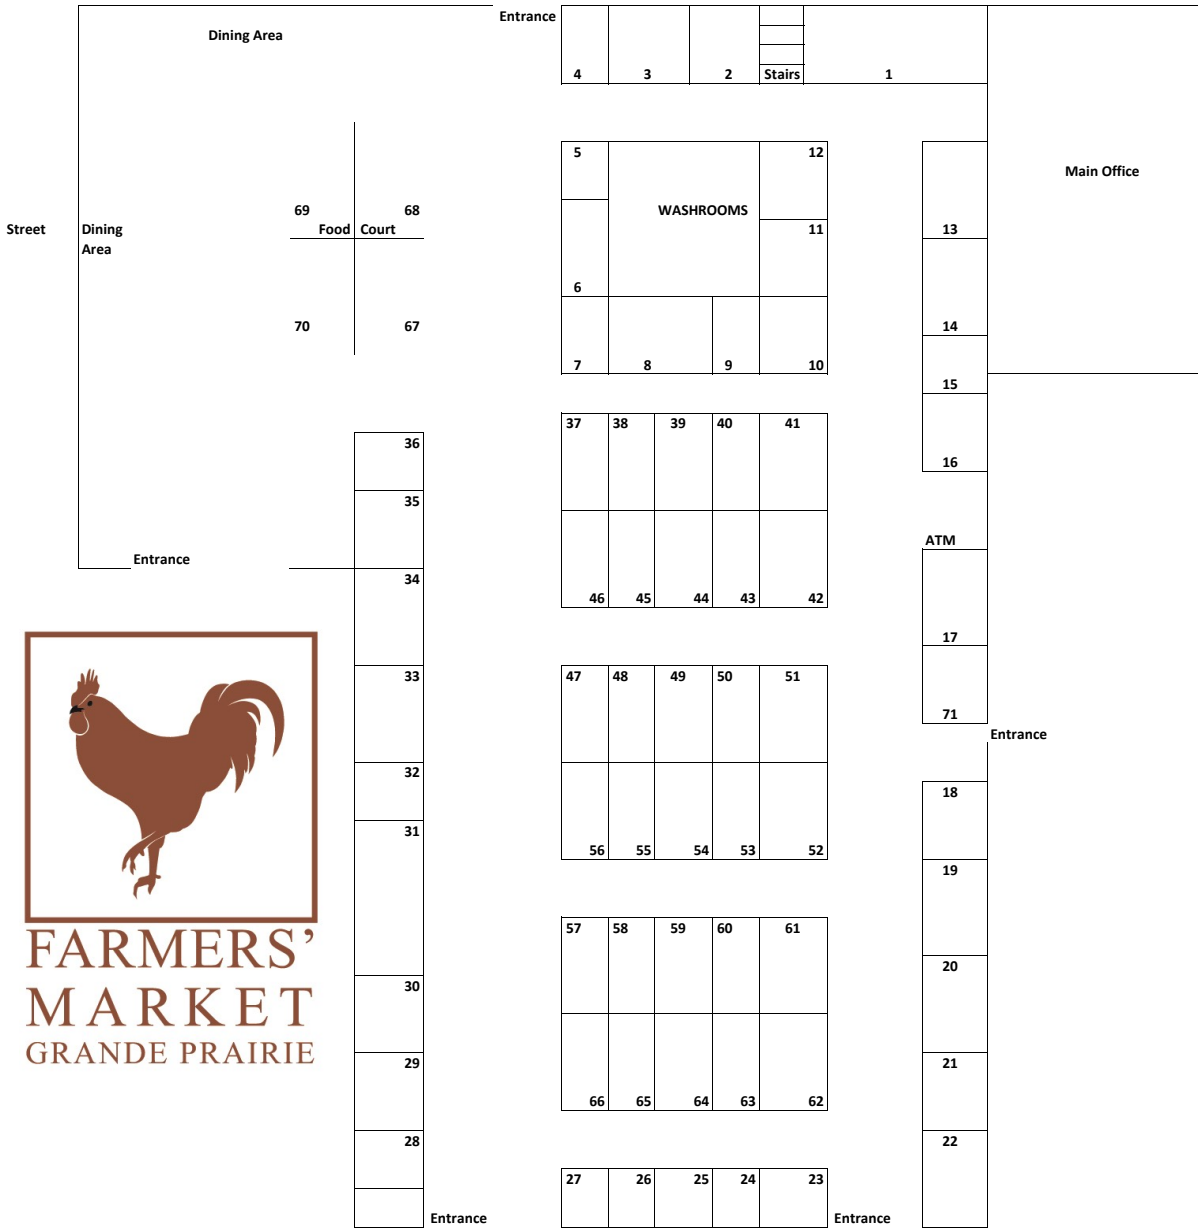 Entrance
Dining Area
4 3 2 Stairs 1
5 12
Main Office
69 68 WASHROOMS
Street Dining Food Court 11 13
Area
6
70 67 14
7 8 9 10
15
37 38 39 40 41
36
16
35
ATM
Entrance
34
46 45 44 43 42
17
33 47 48 49 50 51
71
Entrance
32
18
31
56 55 54 53 52
19
57 58 59 60 61
FARMERS'
20
30
MARKET
GRANDE PRAIRIE
29 21
66 65 64 63 62
28 22
27 26 25 24 23
Entrance Entrance